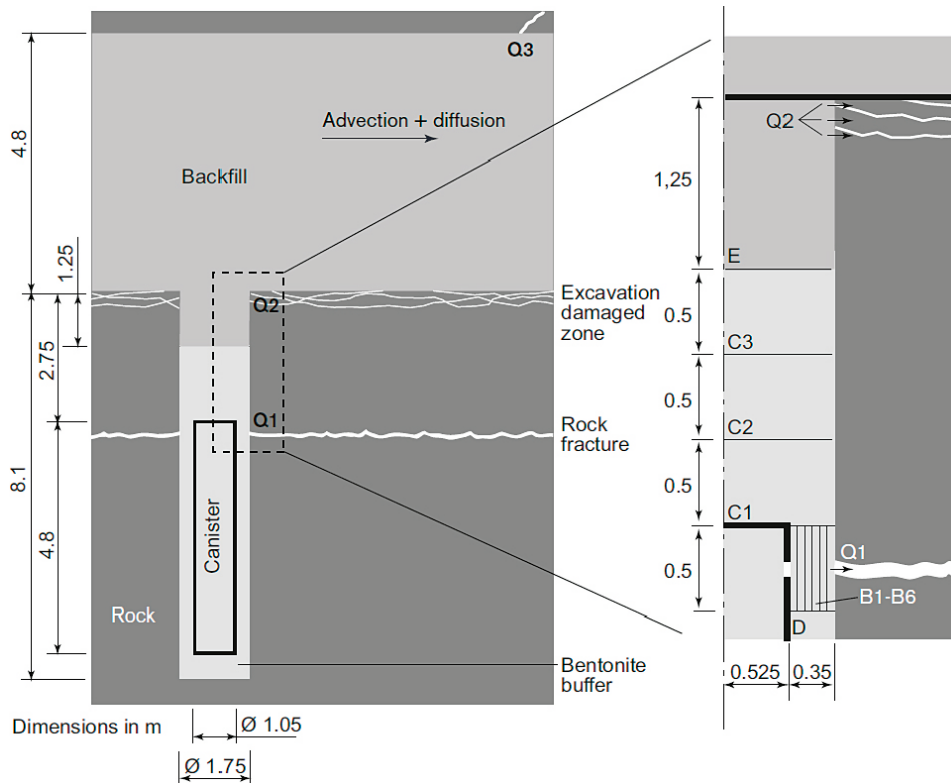 Q3
4.8
Advection + diffusion
Backfill
1.25
Q2
Excavation
damaged
zone
2.75
Q1
Rock
fracture
8.1
4.8
Canister
Rock
Bentonite
buffer
Dimensions in m
Ø 1.05
Ø 1.75
Q2
1,25
E
0.5
C3
0.5
C2
0.5
C1
0.5
Q1
B1-B6
D
0.525
0.35